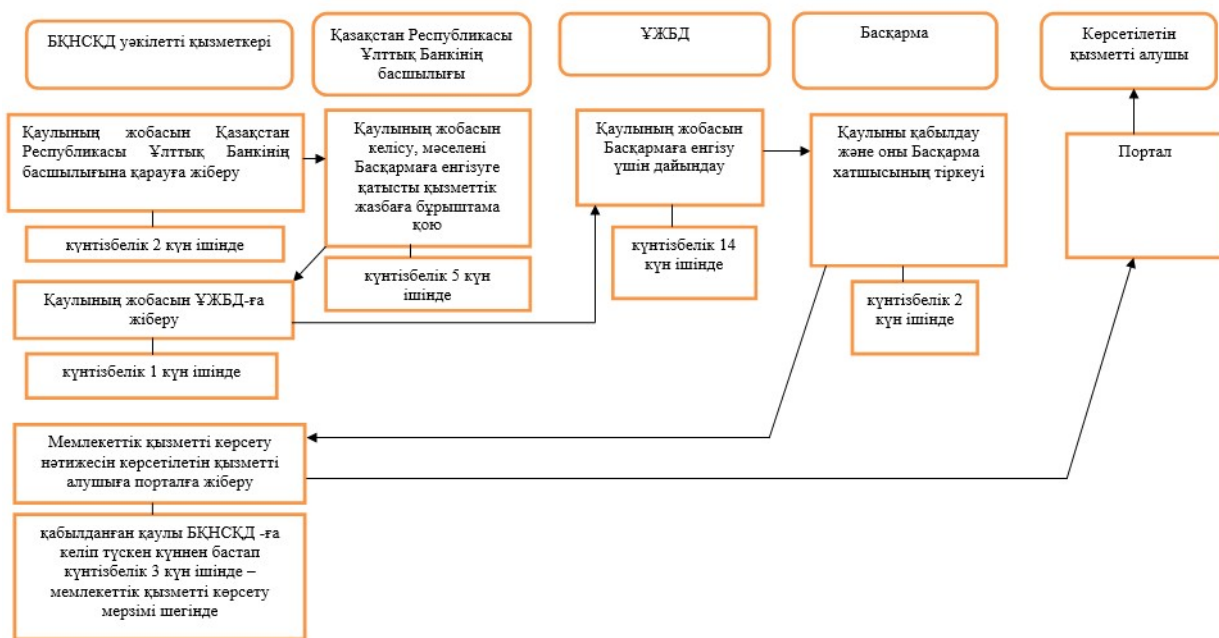 БҚНСҚД уәкілетті қызметкері
Қазақстан Республикасы
Ұлттық Банкінің
басшылығы
ҰЖБД
Басқарма
Көрсетілетін
қызметті алушы
Қаулының жобасын Қазақстан
Республикасы Ұлттық Банкінің
басшылығына қарауға жіберу
күнтізбелік 2 күн ішінде
Қаулының жобасын
келісу, мәселені
Басқармаға енгізуге
қатысты қызметтік
жазбаға бұрыштама
қою
күнтізбелік 5 күн
ішінде
Қаулының жобасын
Басқармаға енгізу
үшін дайындау
күнтізбелік 14
күн ішінде
Қаулыны қабылдау
және оны Басқарма
хатшысының тіркеуі
күнтізбелік 2
күн ішінде
Портал
Қаулының жобасын ҰЖБД-ға
жіберу
күнтізбелік 1 күн ішінде
Мемлекеттік қызметті көрсету
нәтижесін көрсетілетін қызметті
алушыға порталға жіберу
қабылданған қаулы БҚНСҚД -ға
келіп түскен күннен бастап
күнтізбелік 3 күн ішінде –
мемлекеттік қызметті көрсету
мерзімі шегінде